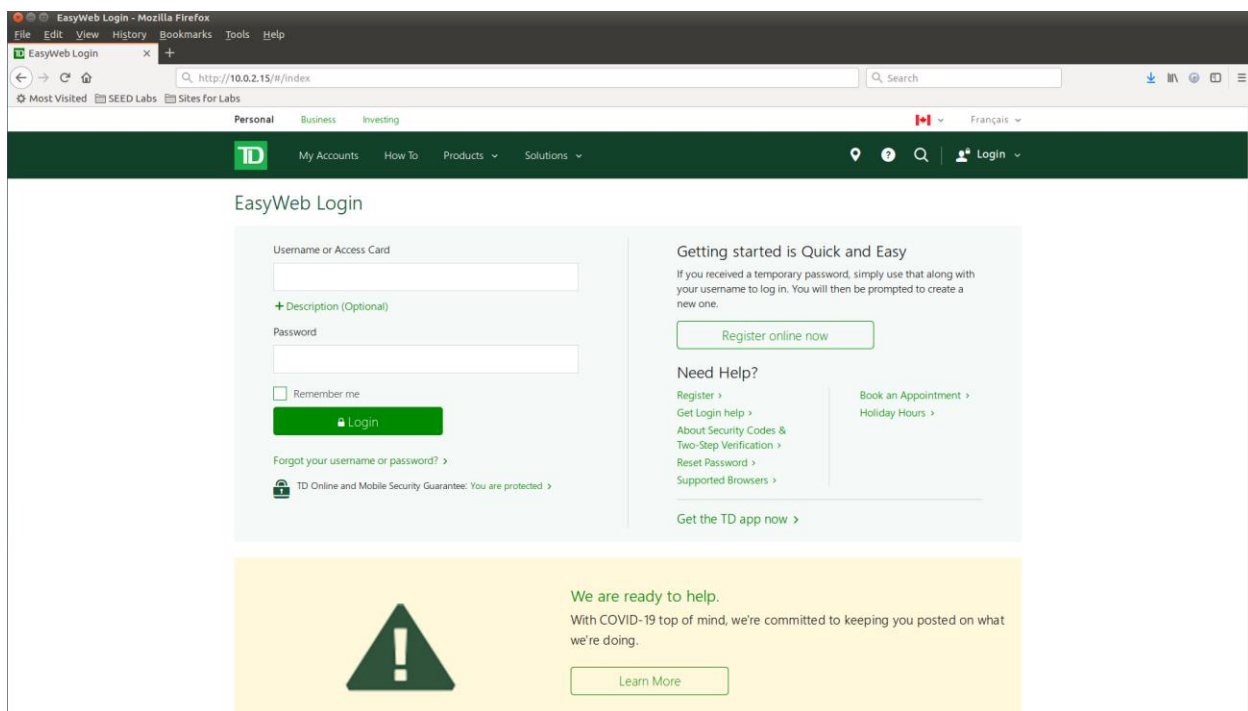 EasyWeb Login - Mozilla Firefox
File Edit View History Bookmarks Tools Help
TD EasyWeb Login
http://10.0.2.15/#/index
Search
Most Visited SEED Labs Sites for Labs
Personal Business Investing Français
TD My Accounts How To Products Solutions Login
EasyWeb Login
Username or Access Card
+ Description (Optional)
Password
Remember me
Login
Forgot your username or password? ›
TD Online and Mobile Security Guarantee: You are protected ›
Getting started is Quick and Easy
If you received a temporary password, simply use that along with
your username to log in. You will then be prompted to create a
new one.
Register online now
Need Help?
Register ›
Get Login help ›
About Security Codes &
Two-Step Verification ›
Reset Password ›
Supported Browsers ›
Book an Appointment ›
Holiday Hours ›
Get the TD app now ›
We are ready to help.
With COVID-19 top of mind, we're committed to keeping you posted on what
we're doing.
Learn More